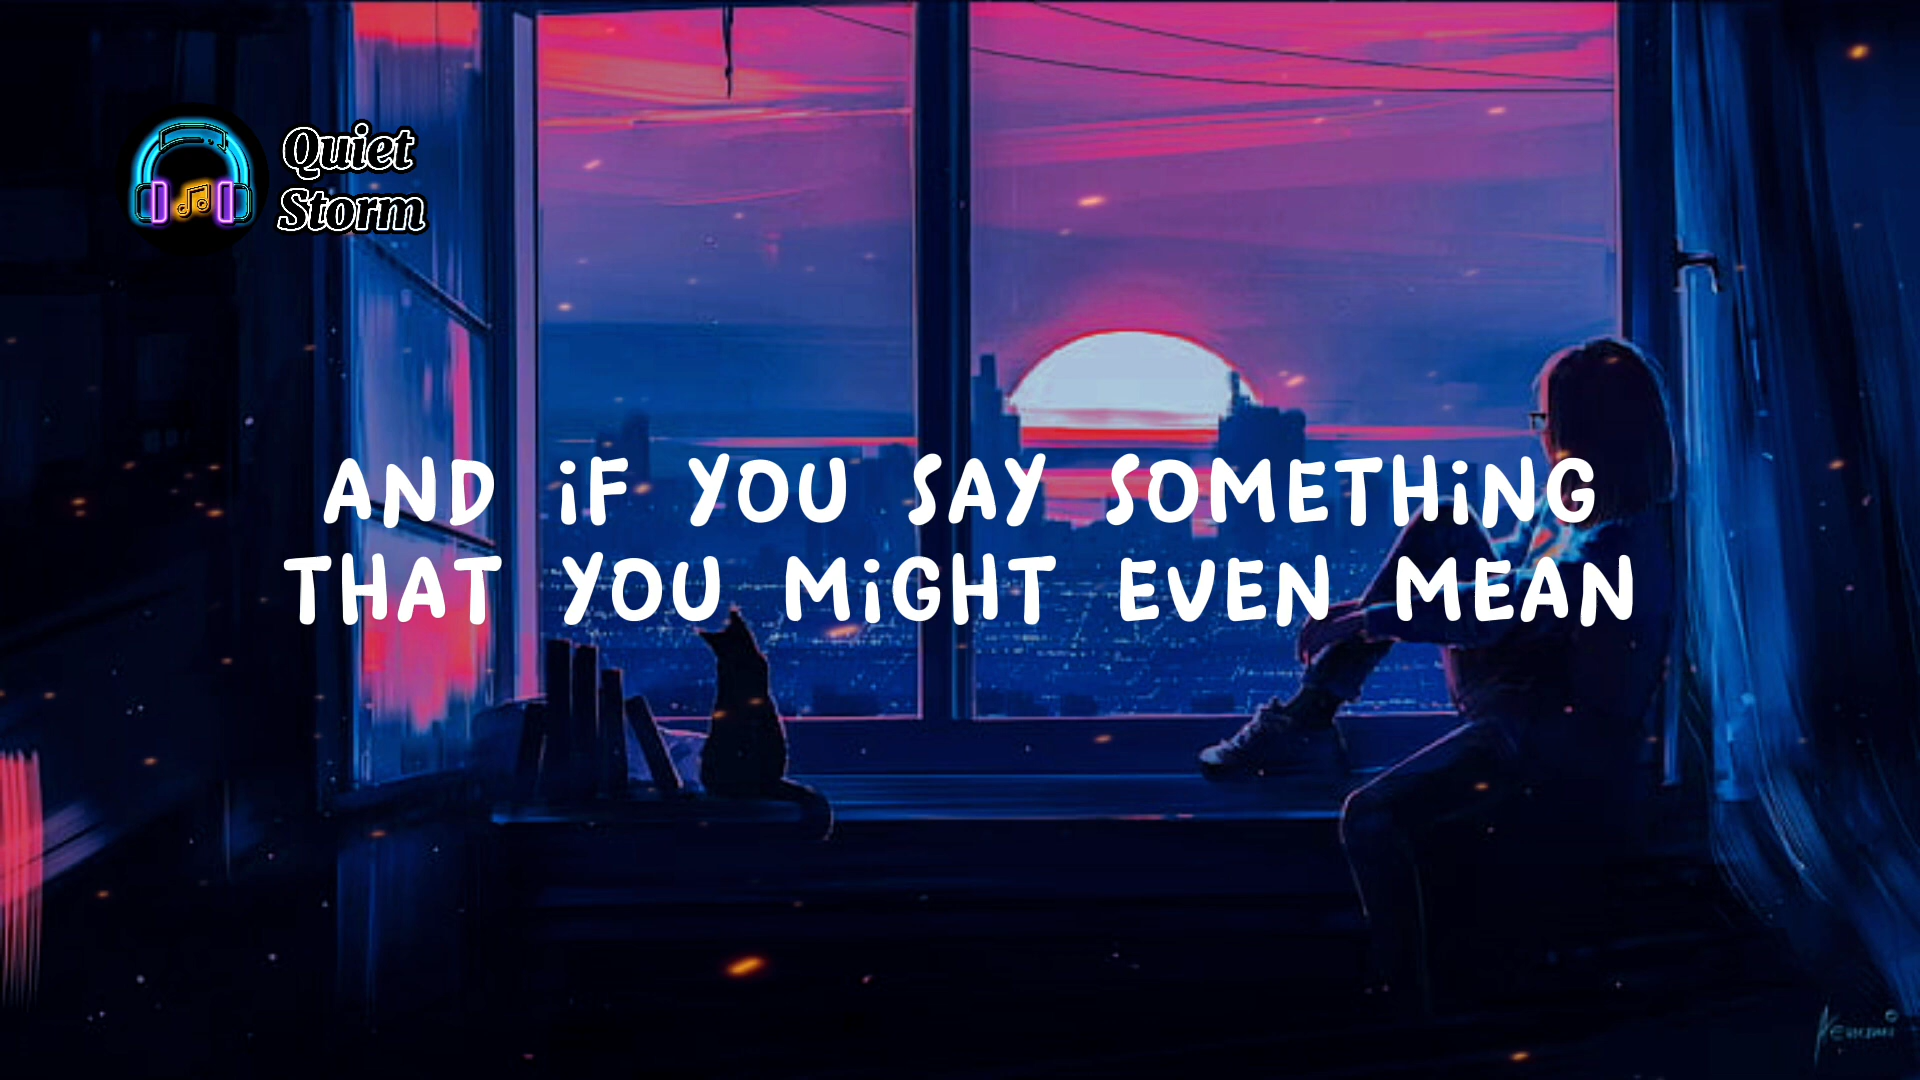 Quiet
Storm
AND iF YOU SAY SOMETHiNG
THAT YOU MiGHT EVEN MEAN